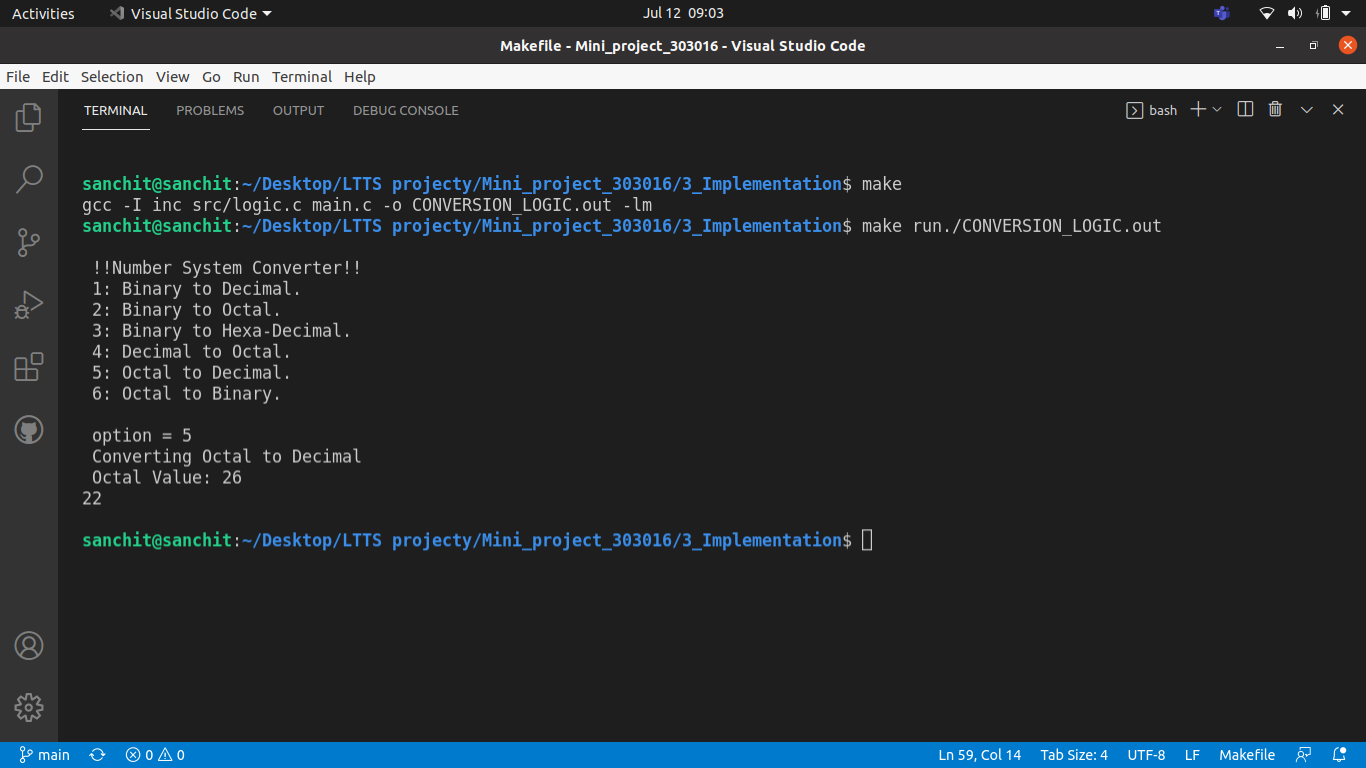 Activities Visual Studio Code Jul 12 09:03
Makefile - Mini_project_303016 - Visual Studio Code
File Edit Selection View Go Run Terminal Help
TERMINAL PROBLEMS OUTPUT DEBUG CONSOLE bash
sanchit@sanchit:~/Desktop/LTTS projecty/Mini_project_303016/3_Implementation$ make
gcc -I inc src/logic.c main.c -o CONVERSION_LOGIC.out -lm
sanchit@sanchit:~/Desktop/LTTS projecty/Mini_project_303016/3_Implementation$ make run./CONVERSION_LOGIC.out
!!Number System Converter!!
1: Binary to Decimal.
2: Binary to Octal.
3: Binary to Hexa-Decimal.
4: Decimal to Octal.
5: Octal to Decimal.
6: Octal to Binary.
option = 5
Converting Octal to Decimal
Octal Value: 26
22
sanchit@sanchit:~/Desktop/LTTS projecty/Mini_project_303016/3_Implementation$
main 0 0 Ln 59, Col 14 Tab Size: 4 UTF-8 LF Makefile